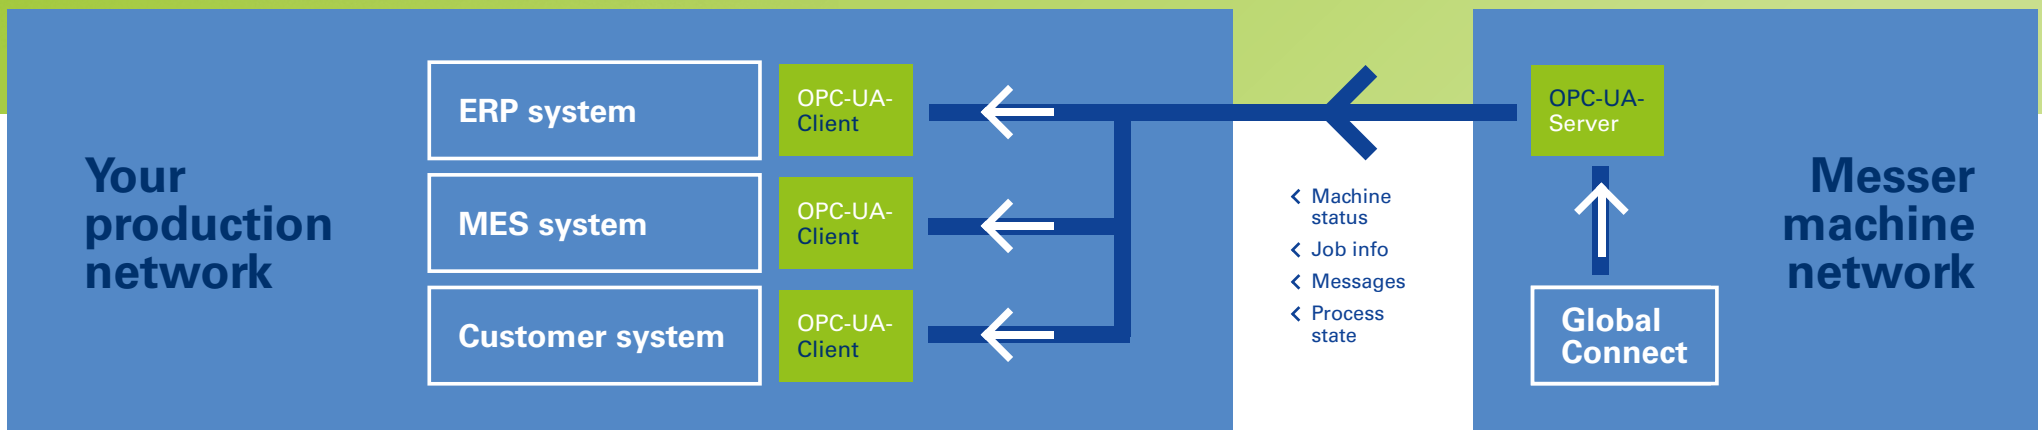 Your
production
network
ERP system
OPC-UA-
Client
MES system
OPC-UA-
Client
Customer system
OPC-UA-
Client
Machine
status
Job info
Messages
Process
state
OPC-UA-
Server
Global
Connect
Messer
machine
network